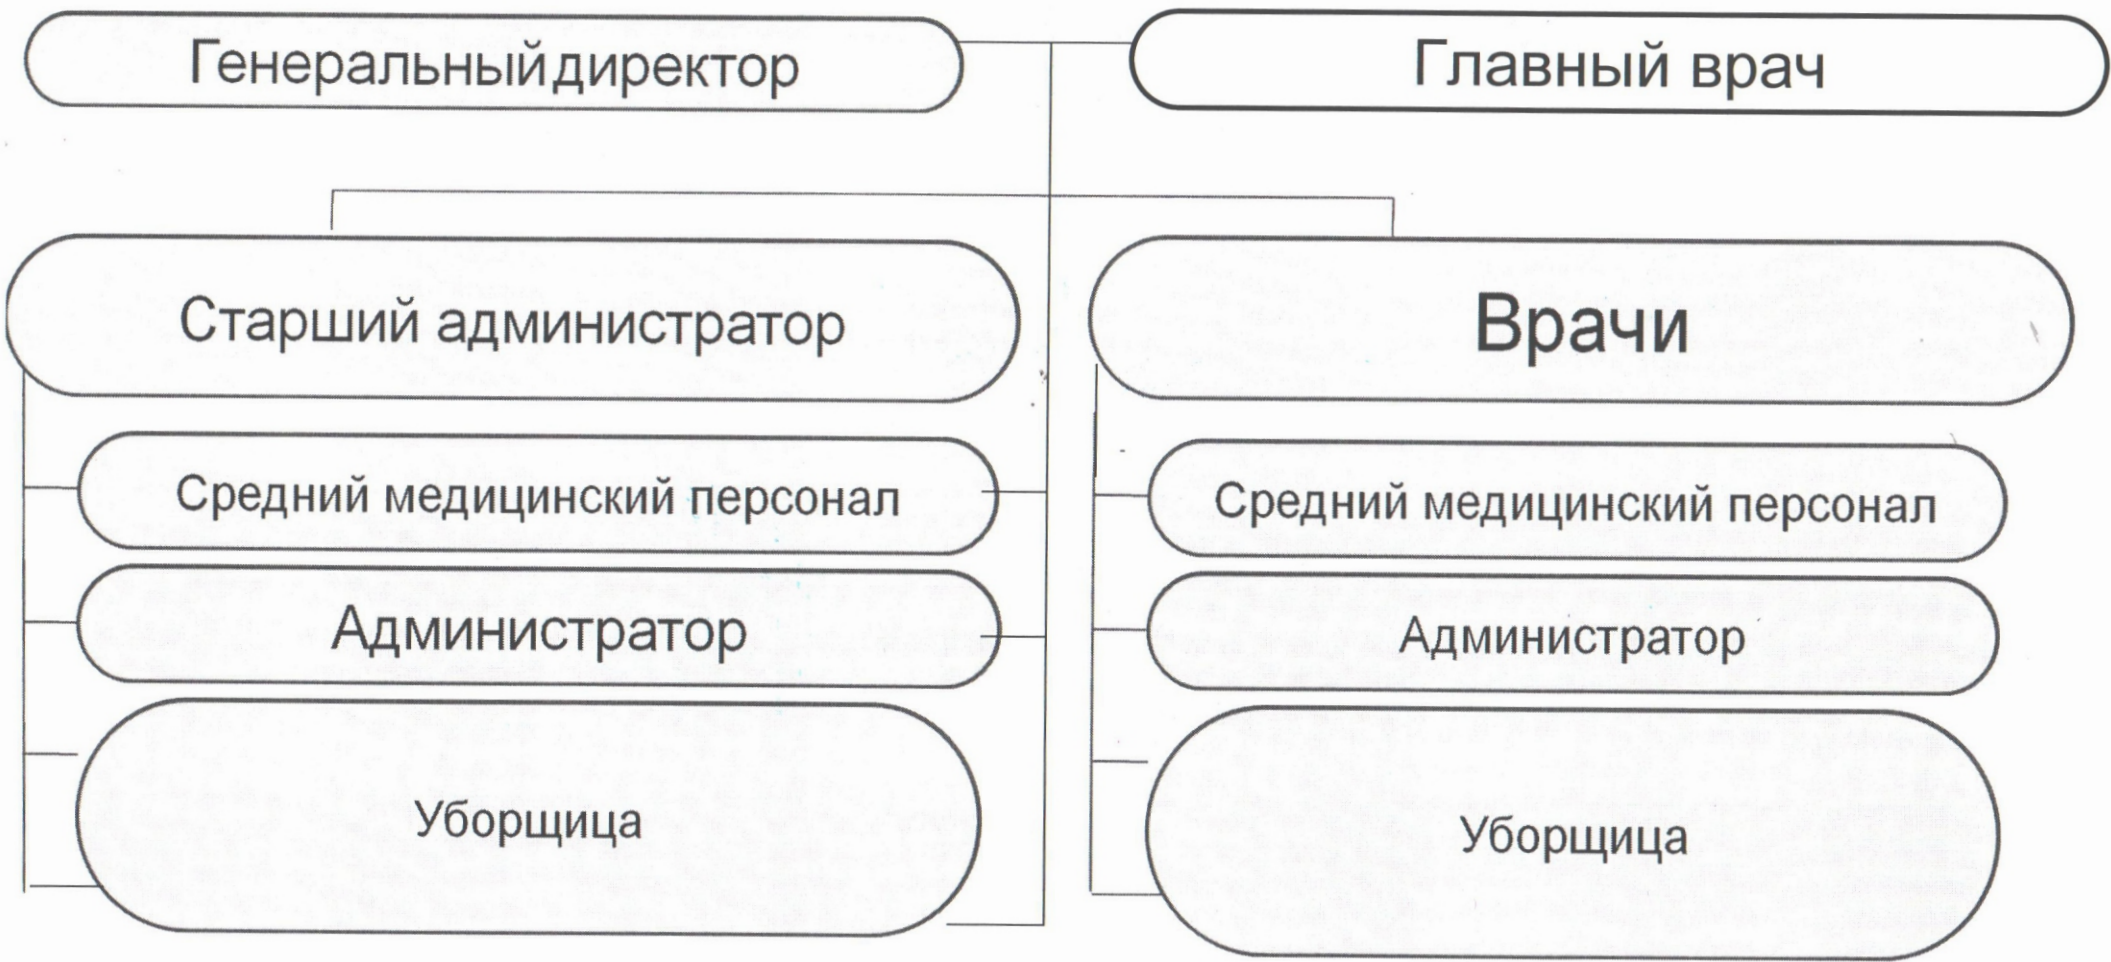 Генеральный директор
Главный врач
Старший администратор
Врачи
Средний медицинский персонал
Средний медицинский персонал
Администратор
Администратор
Уборщица
Уборщица